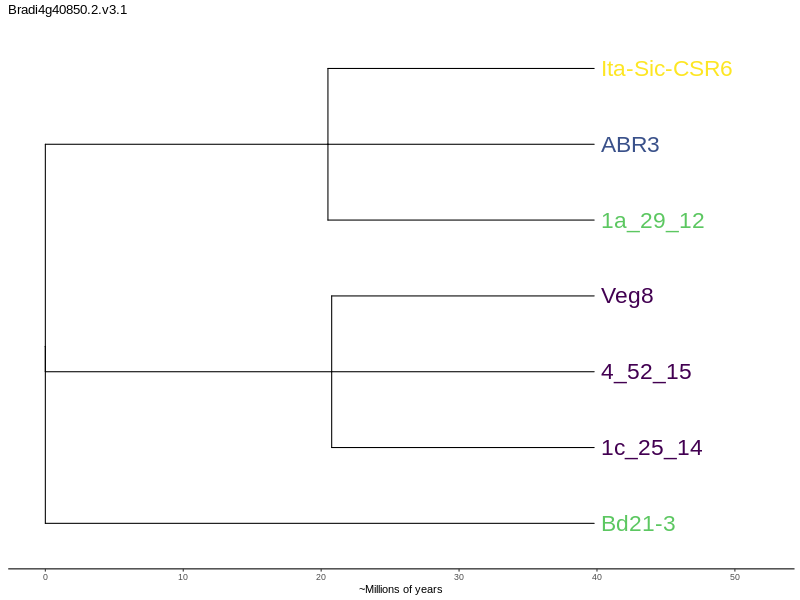 Bradi4g40850.2.v3.1
Ita-Sic-CSR6
ABR3
1a_29_12
Veg8
4_52_15
1c_25_14
Bd21-3
0 10 20 30 40 50
~Millions of years